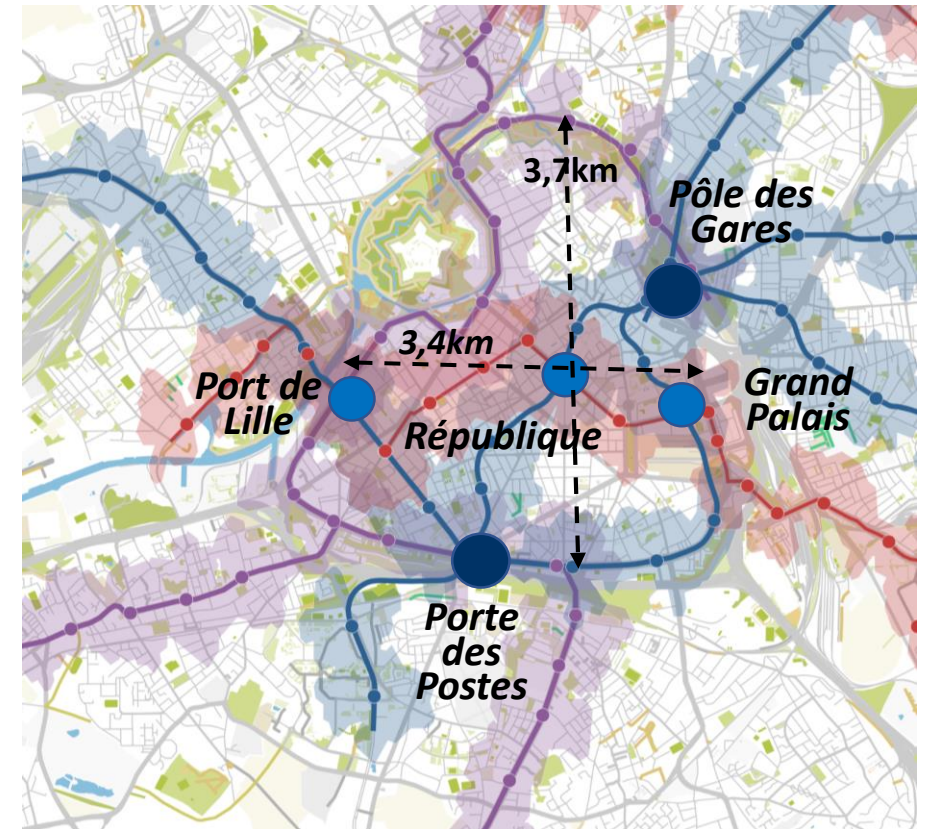 3,7km
Pôle des
Gares
3,4km
Port de
Lille
Grand
Palais
République
Porte
des
Postes